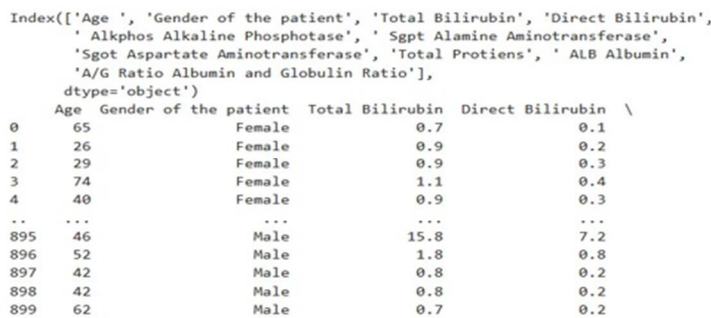 Index(['Age ', 'Gender of the patient', 'Total Bilirubin', 'Direct Bilirubin',
       ' Alkphos Alkaline Phosphotase', ' Sgpt Alamine Aminotransferase',
       'Sgot Aspartate Aminotransferase', 'Total Protiens', ' ALB Albumin',
       'A/G Ratio Albumin and Globulin Ratio'],
      dtype='object')
     Age  Gender of the patient  Total Bilirubin  Direct Bilirubin  \
0     65                 Female              0.7               0.1
1     26                 Female              0.9               0.2
2     29                 Female              0.9               0.3
3     74                 Female              1.1               0.4
4     40                 Female              0.9               0.3
..   ...                    ...              ...               ...
895   46                   Male             15.8               7.2
896   52                   Male              1.8               0.8
897   42                   Male              0.8               0.2
898   42                   Male              0.8               0.2
899   62                   Male              0.7               0.2